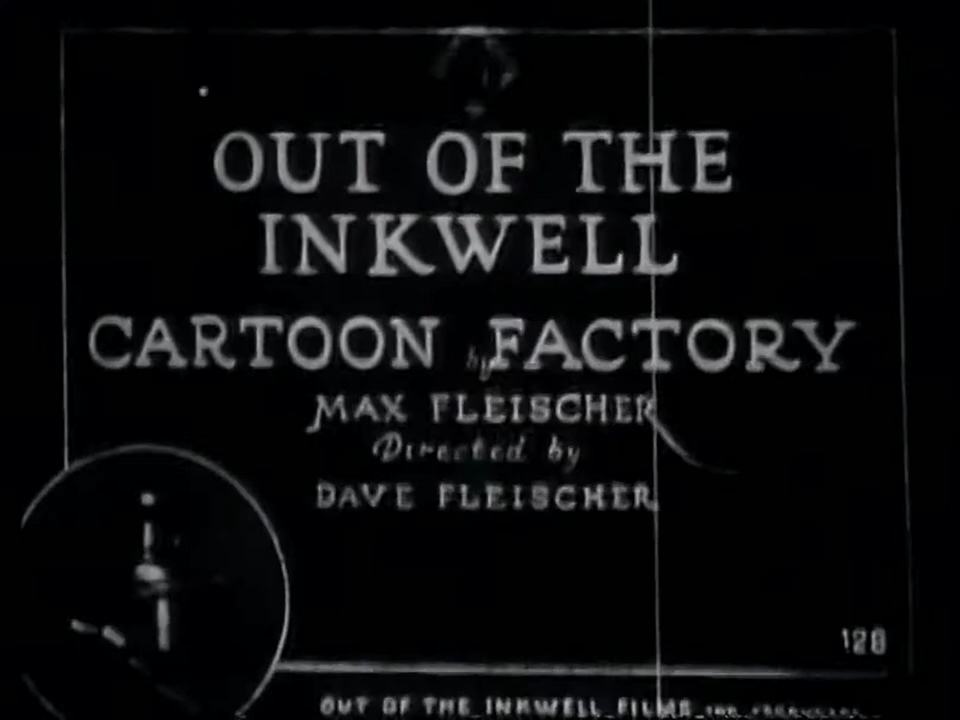 OUT OF THE
INKWELL
CARTOON FACTORY
by
MAX FLEISCHER
Directed by
DAVE FLEISCHER
128
OUT OF THE INKWELL FILMS